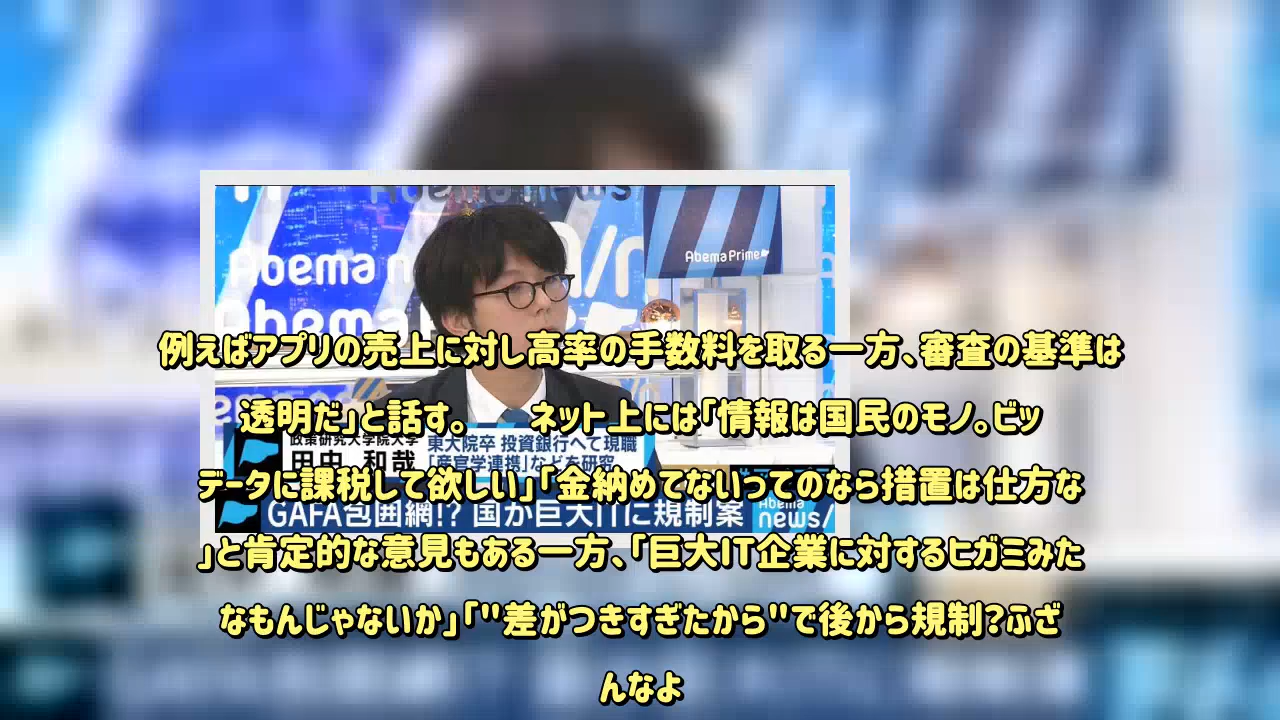 Abema news/
Abema n
Abema
a/n
Abema Prime
例えばアプリの売上に対し高率の手数料を取る一方、審査の基準は
透明だ」と話す。　　ネット上には「情報は国民のモノ。ビッ
政策研究大学院大学
田中 和哉
東大院卒 投資銀行へて現職
「産官学連携」などを研究
データに課税して欲しい」「金納めてないってのなら措置は仕方な
GAFA包囲網!? 国が巨大ITに規制案
Abema
news/
」と肯定的な意見もある一方、「巨大IT企業に対するヒガミみた
なもんじゃないか」「"差がつきすぎたから"で後から規制?ふざ
んなよ